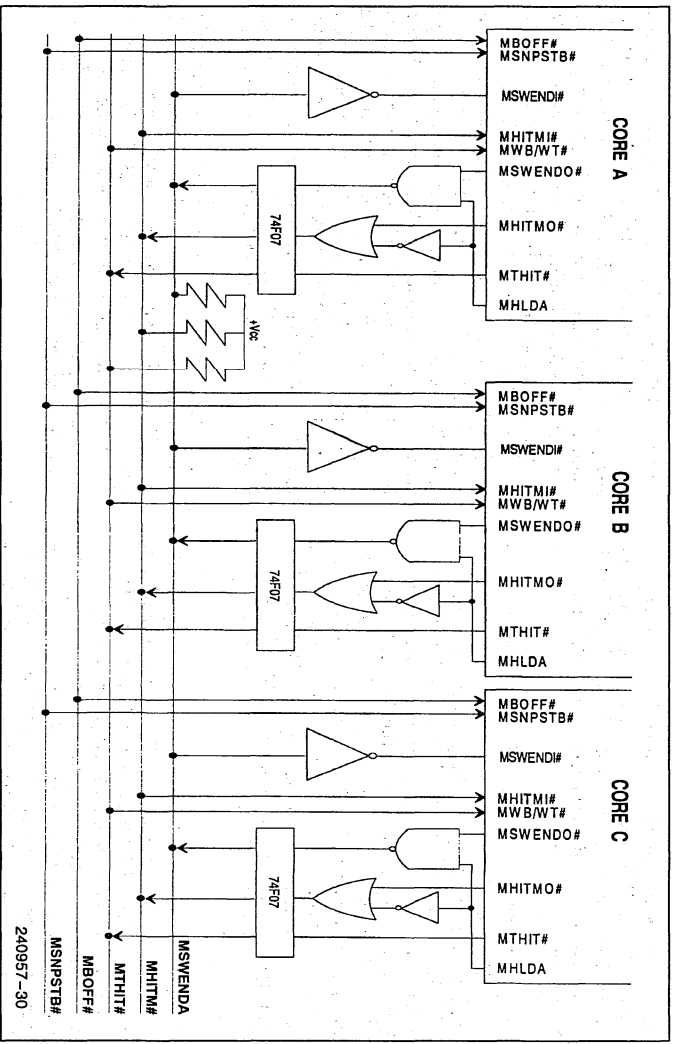 CORE A
MBOFF#
MSNPSTB#
MSWENDI#
MHITMI#
MWB/WT#
MSWENDO#
MHITMO#
MTHIT#
MHLDA
74F07
+Vcc
CORE B
MBOFF#
MSNPSTB#
MSWENDI#
MHITMI#
MWB/WT#
MSWENDO#
MHITMO#
MTHIT#
MHLDA
74F07
CORE C
MBOFF#
MSNPSTB#
MSWENDI#
MHITMI#
MWB/WT#
MSWENDO#
MHITMO#
MTHIT#
MHLDA
74F07
MSWENDA
MHITM#
MTHIT#
MBOFF#
MSNPSTB#
240957-30